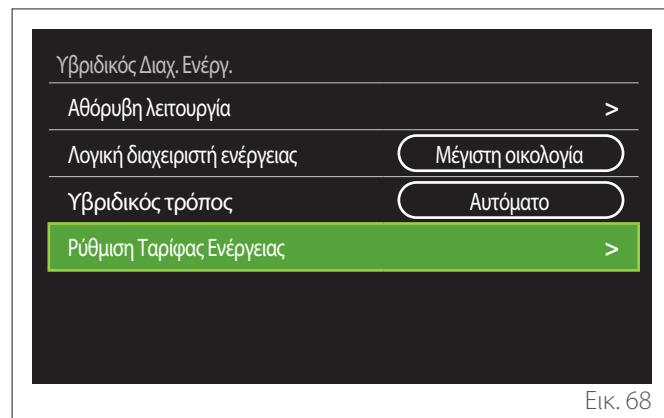 Υβριδικός Διαχ. Ενέργ.
Αθόρυβη λειτουργία >
Λογική διαχειριστή ενέργειας Μέγιστη οικολογία
Υβριδικός τρόπος Αυτόματο
Ρύθμιση Ταρίφας Ενέργειας >
Εικ. 68